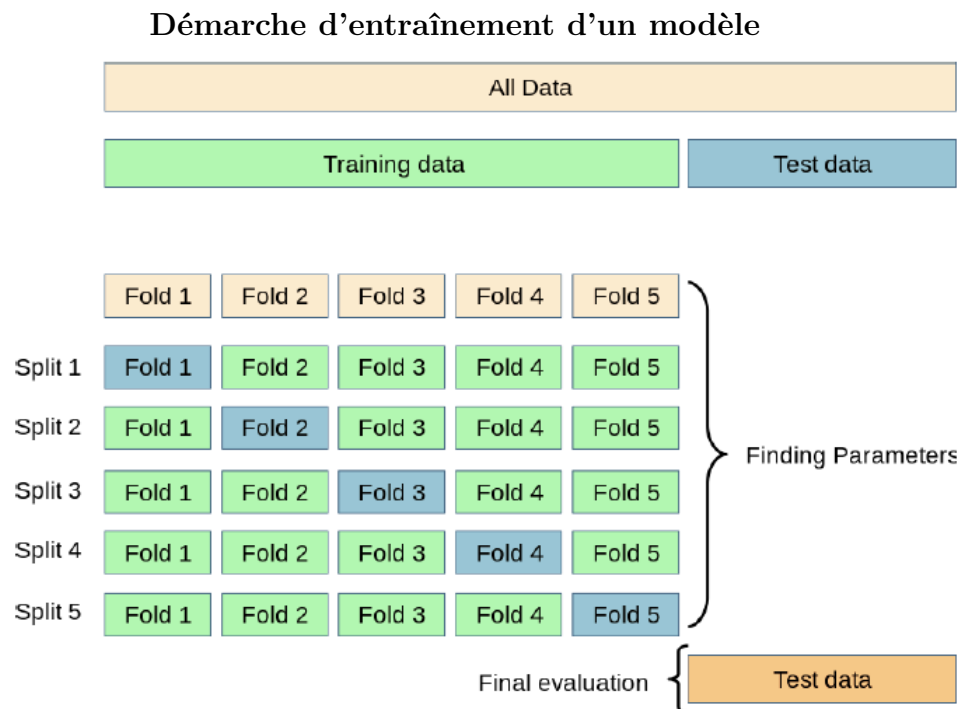 Démarche d'entraînement d'un modèle
All Data
Training data Test data
Fold 1 Fold 2 Fold 3 Fold 4 Fold 5
Split 1 Fold 1 Fold 2 Fold 3 Fold 4 Fold 5
Split 2 Fold 1 Fold 2 Fold 3 Fold 4 Fold 5
Finding Parameters
Split 3 Fold 1 Fold 2 Fold 3 Fold 4 Fold 5
Split 4 Fold 1 Fold 2 Fold 3 Fold 4 Fold 5
Split 5 Fold 1 Fold 2 Fold 3 Fold 4 Fold 5
Final evaluation Test data